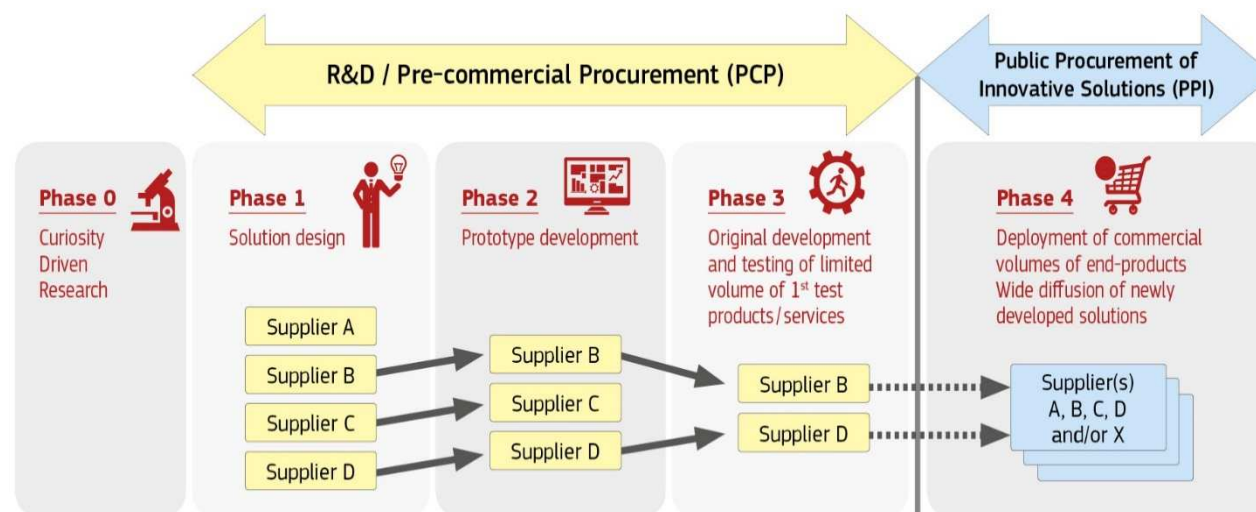 R&D / Pre-commercial Procurement (PCP)
Public Procurement of
Innovative Solutions (PPI)
Phase 0
Curiosity
Driven
Research
Phase 1
Solution design
Supplier A
Supplier B
Supplier C
Supplier D
Phase 2
Prototype development
Supplier B
Supplier C
Supplier D
Phase 3
Original development
and testing of limited
volume of 1st test
products/services
Supplier B
Supplier D
Phase 4
Deployment of commercial
volumes of end-products
Wide diffusion of newly
developed solutions
Supplier(s)
A, B, C, D
and/or X